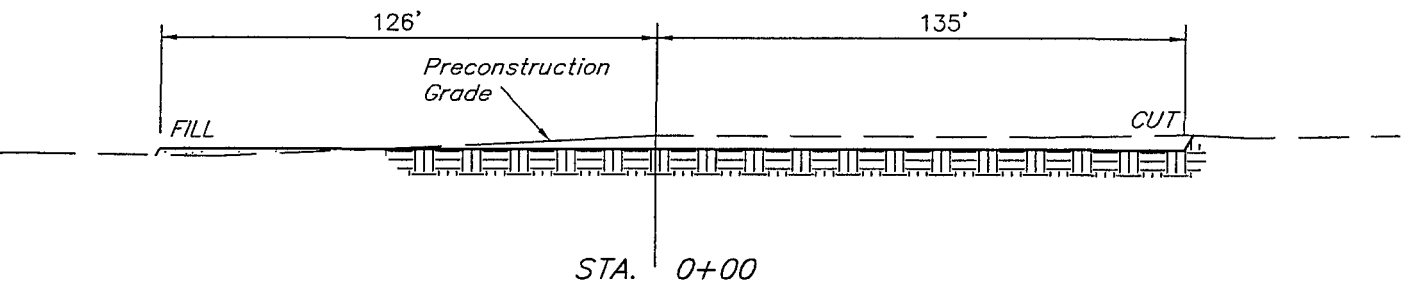 126'
135'
Preconstruction
Grade
FILL
CUT
STA. 0+00